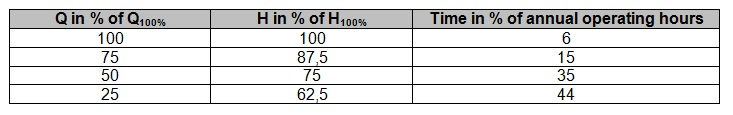 Q in % of Q100% H in % of H100% Time in % of annual operating hours
100 100 6
75 87,5 15
50 75 35
25 62,5 44